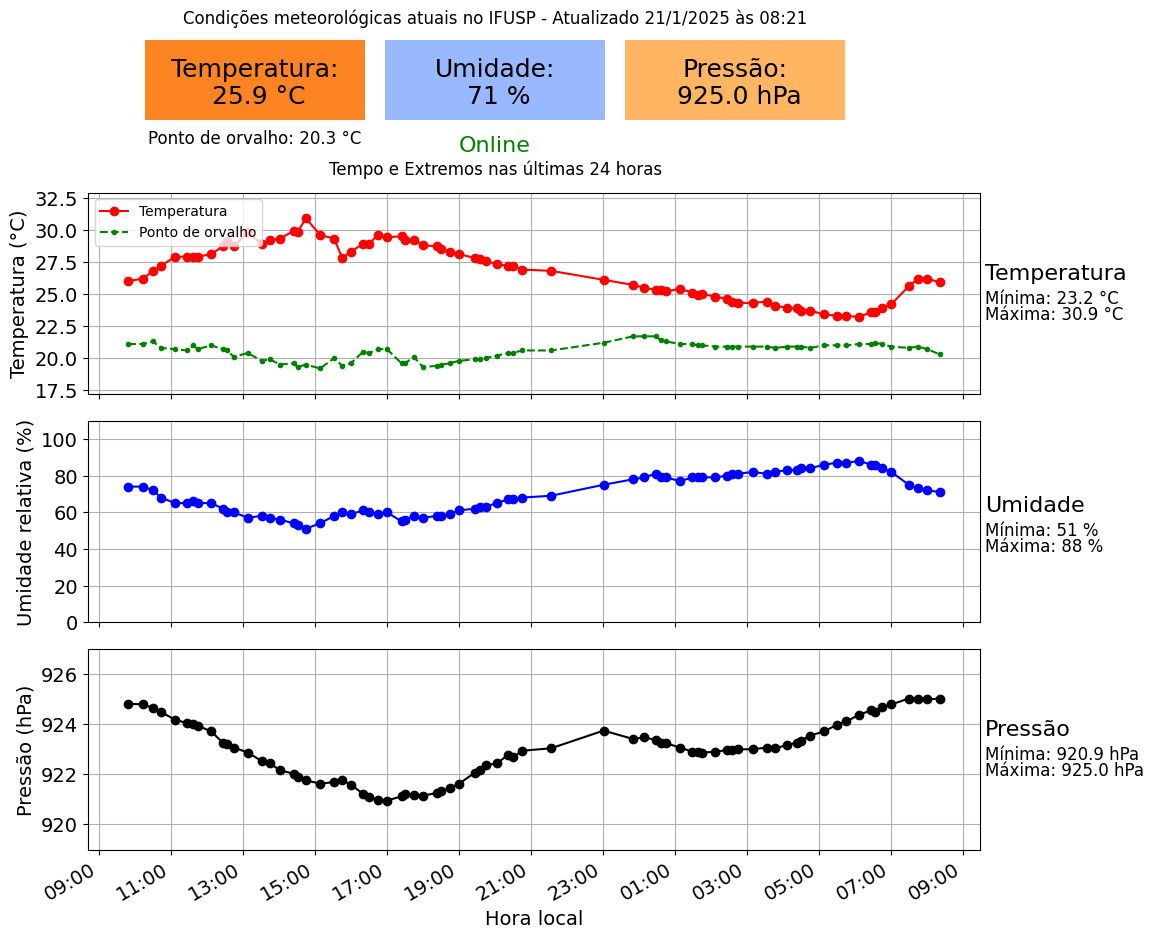 Condições meteorológicas atuais no IFUSP - Atualizado 21/1/2025 às 08:21
Temperatura:
25.9 °C
Umidade:
71 %
Pressão:
925.0 hPa
Ponto de orvalho: 20.3 °C
Online
Tempo e Extremos nas últimas 24 horas
Temperatura (°C)
32.5
30.0
27.5
25.0
22.5
20.0
17.5
Temperatura
Ponto de orvalho
Temperatura
Mínima: 23.2 °C
Máxima: 30.9 °C
Umidade relativa (%)
100
80
60
40
20
0
Umidade
Mínima: 51 %
Máxima: 88 %
Pressão (hPa)
926
924
922
920
Pressão
Mínima: 920.9 hPa
Máxima: 925.0 hPa
09:00
11:00
13:00
15:00
17:00
19:00
21:00
23:00
01:00
03:00
05:00
07:00
09:00
Hora local